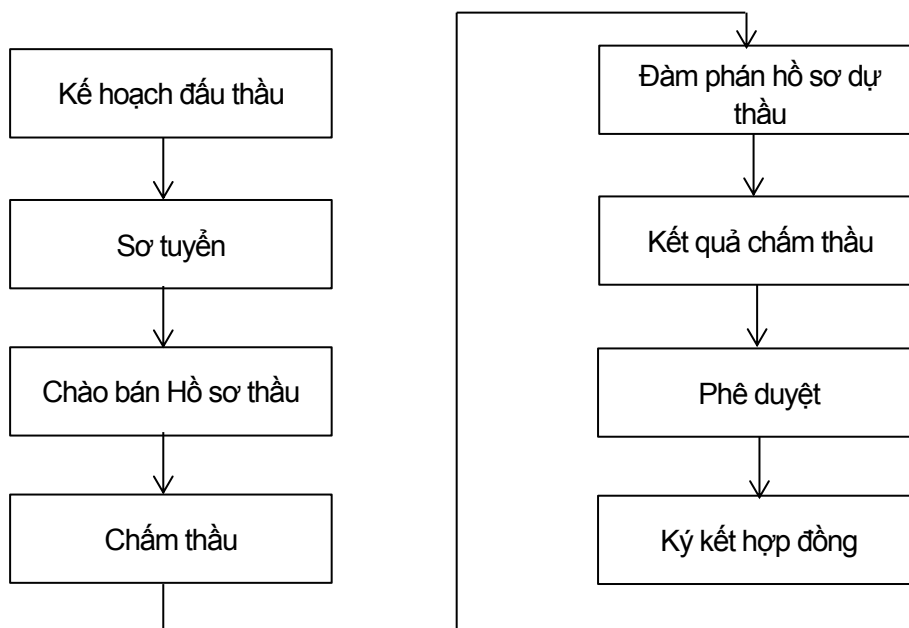 Kế hoạch đấu thầu
Sơ tuyển
Chào bán Hồ sơ thầu
Chấm thầu
Đàm phán hồ sơ dự
thầu
Kết quả chấm thầu
Phê duyệt
Ký kết hợp đồng